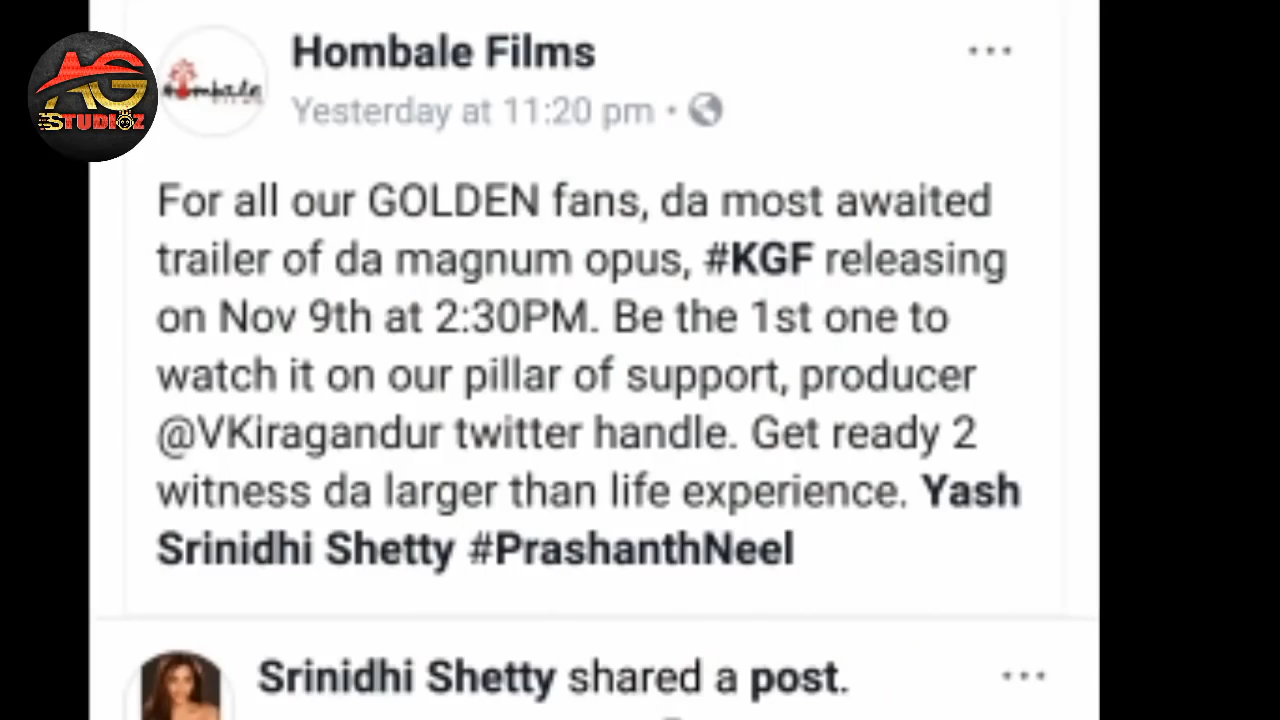 AG
STUDIOZ
Hombale
Hombale Films
Yesterday at 11:20 pm
For all our GOLDEN fans, da most awaited
trailer of da magnum opus, #KGF releasing
on Nov 9th at 2:30PM. Be the 1st one to
watch it on our pillar of support, producer
@VKiragandur twitter handle. Get ready 2
witness da larger than life experience. Yash
Srinidhi Shetty #PrashanthNeel
Srinidhi Shetty shared a post.